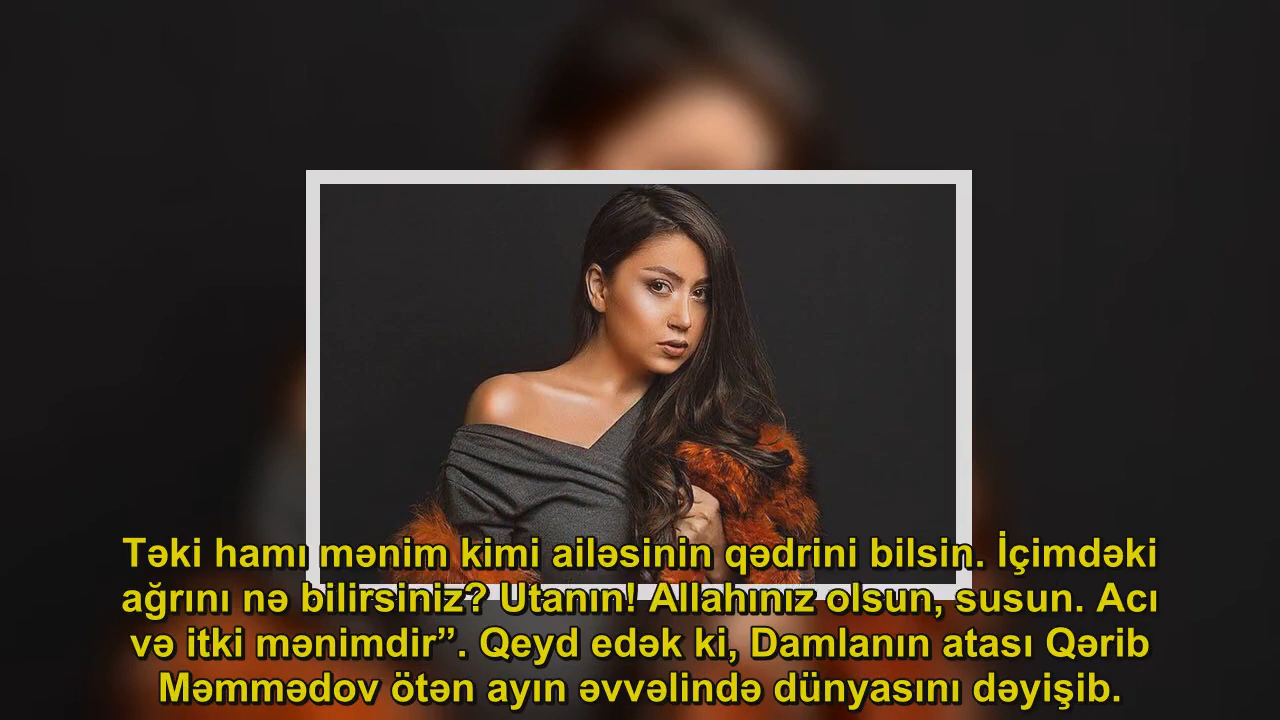 Təki hamı mənim kimi ailəsinin qədrini bilsin. İçimdəki
ağrını nə bilirsiniz? Utanın! Allahınız olsun, susun. Acı
və itki mənimdir”. Qeyd edək ki, Damlanın atası Qərib
Məmmədov ötən ayın əvvəlində dünyasını dəyişib.